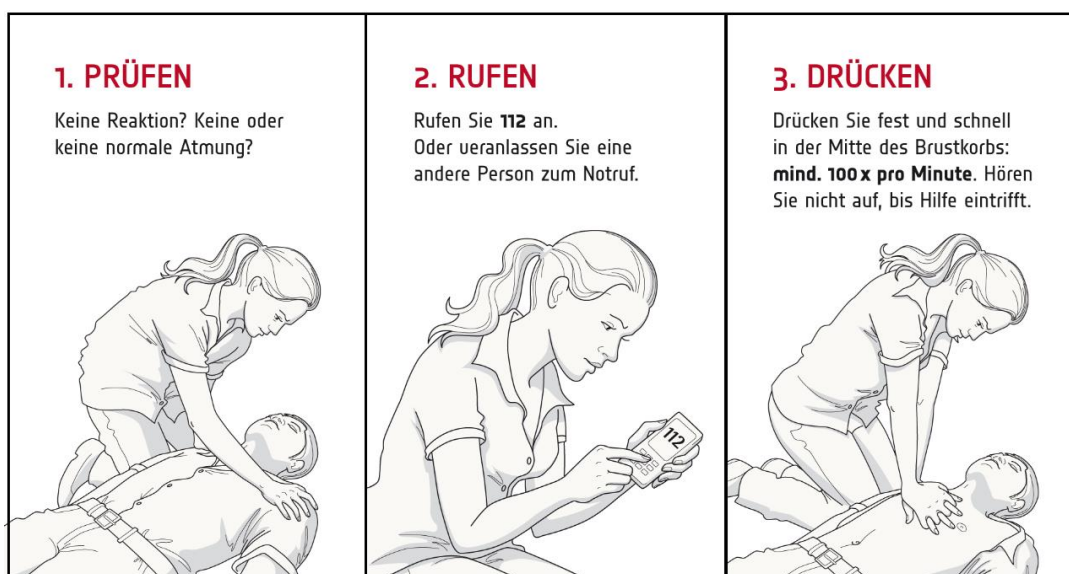 1. PRÜFEN
Keine Reaktion? Keine oder
keine normale Atmung?
2. RUFEN
Rufen Sie 112 an.
Oder veranlassen Sie eine
andere Person zum Notruf.
112
3. DRÜCKEN
Drücken Sie fest und schnell
in der Mitte des Brustkorbs:
mind. 100 x pro Minute. Hören
Sie nicht auf, bis Hilfe eintrifft.